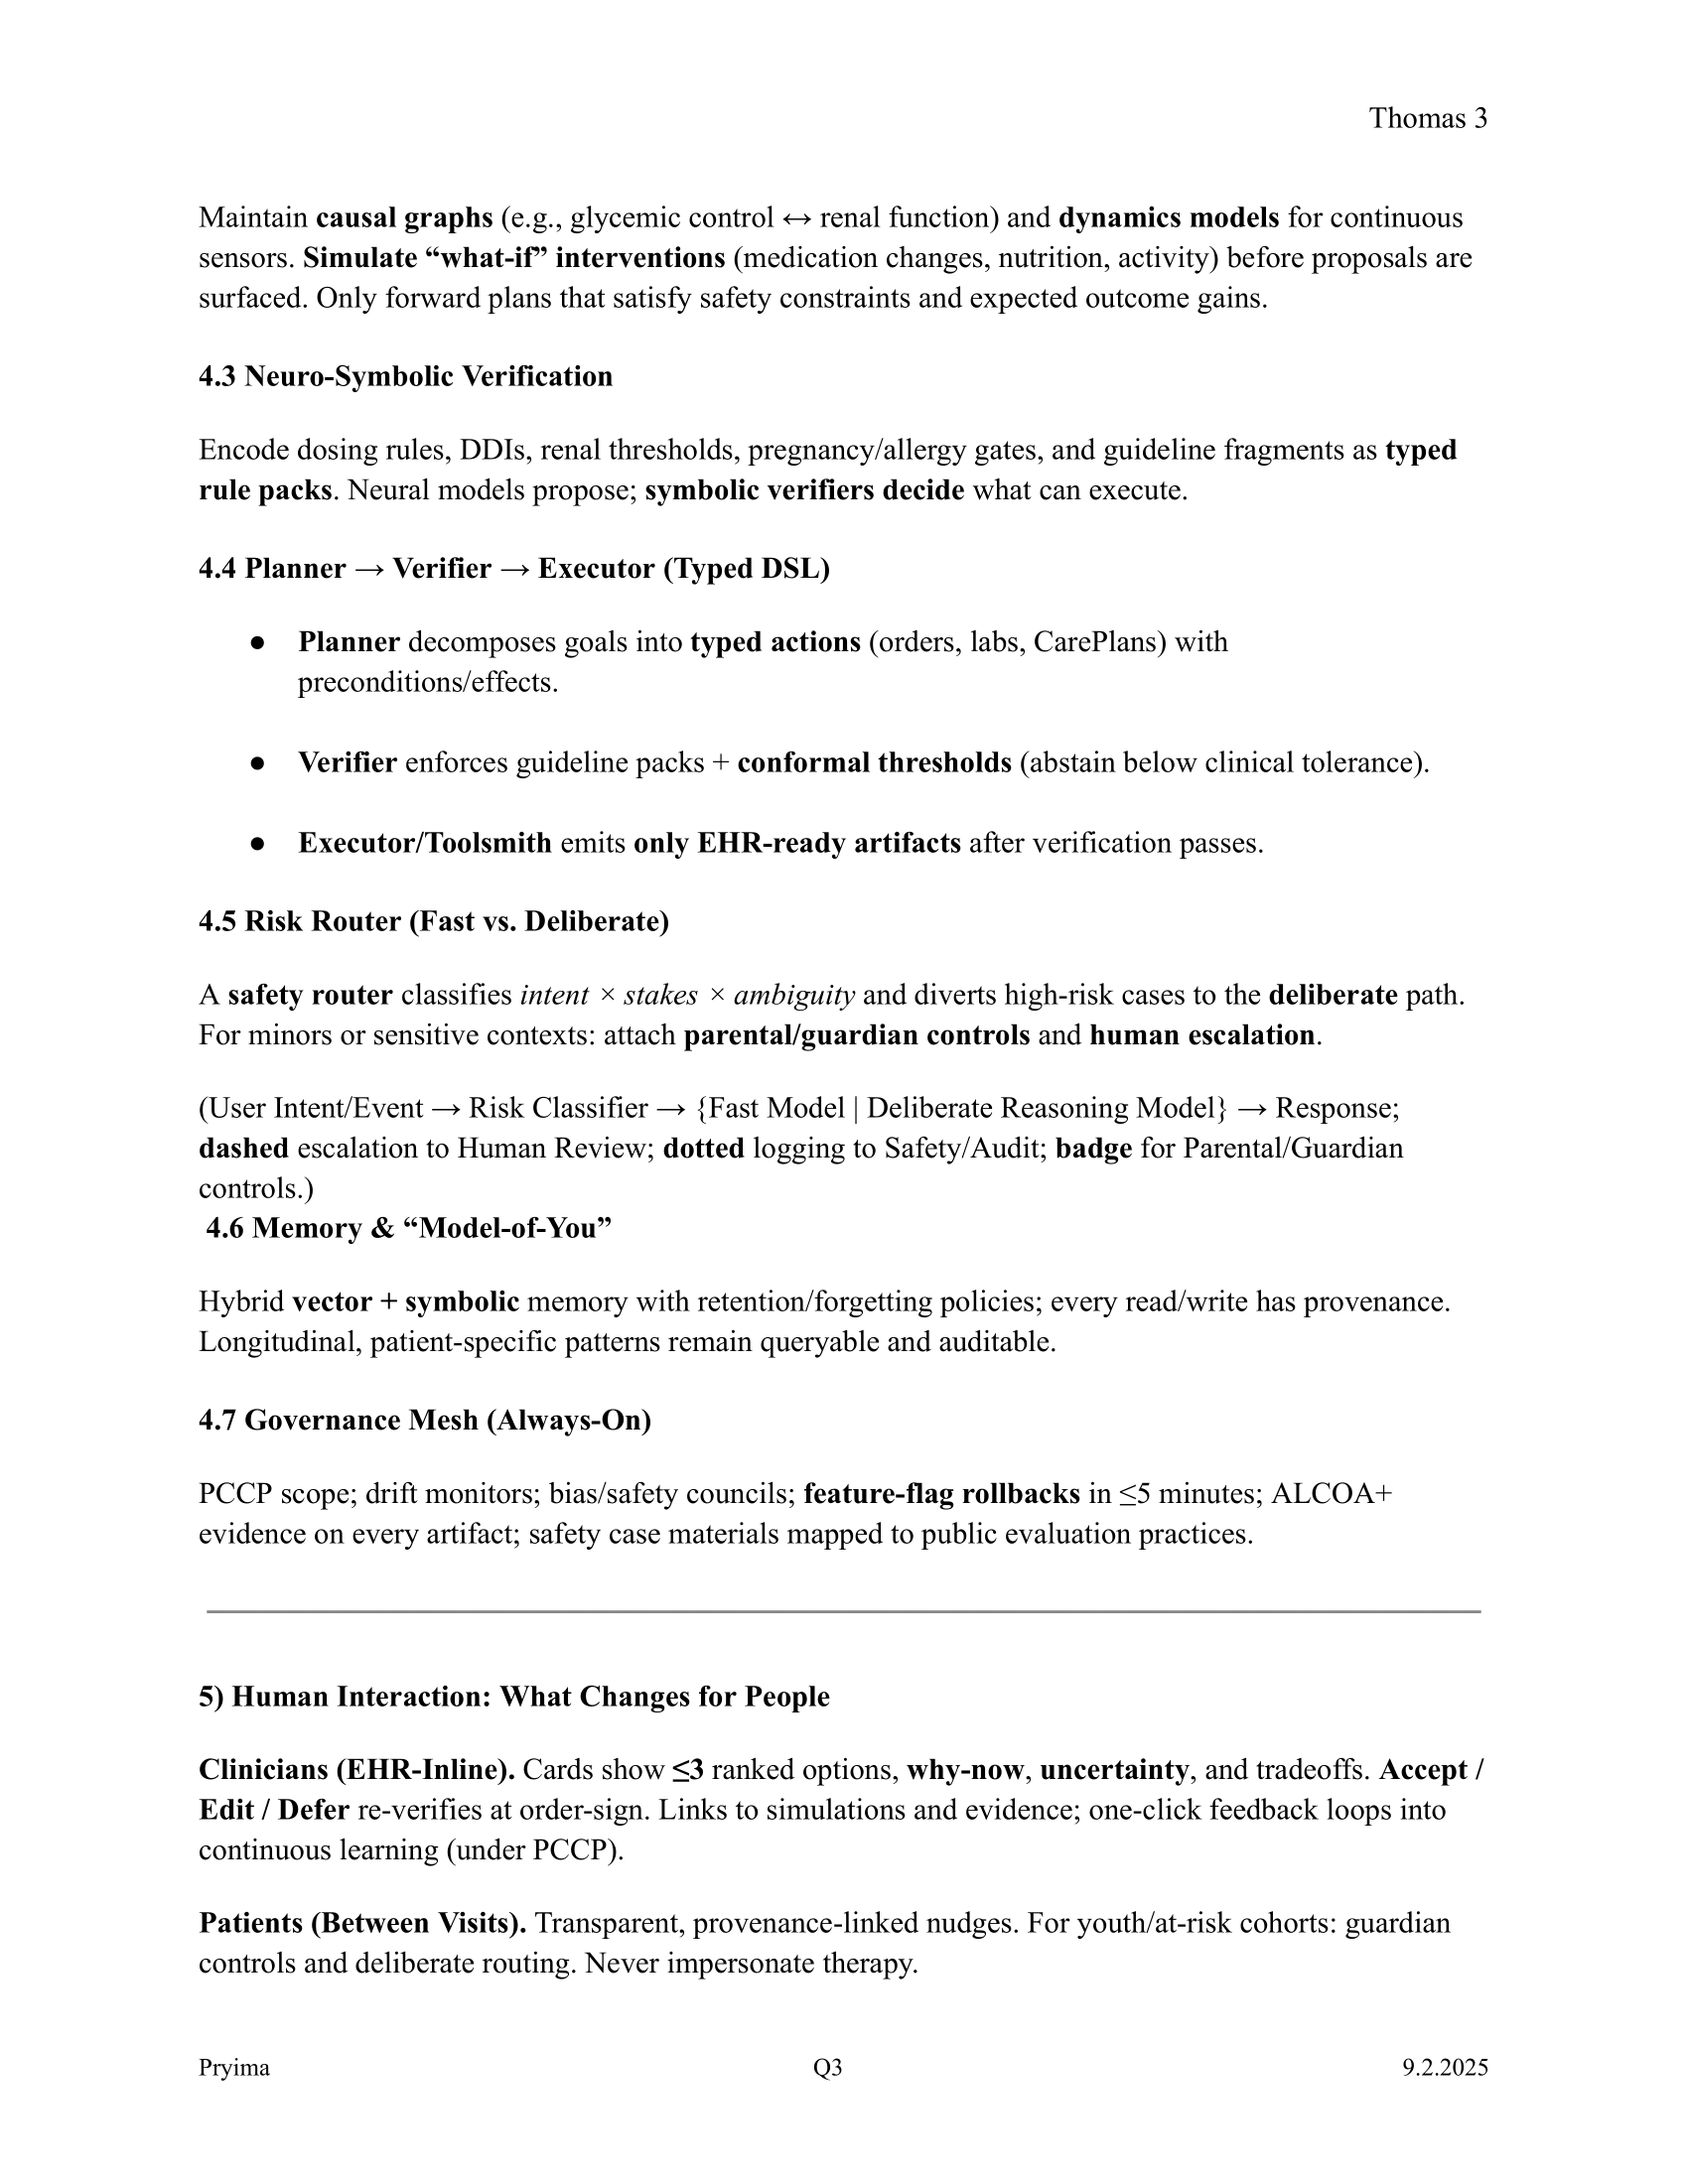 Thomas 3
Maintain causal graphs (e.g., glycemic control ↔ renal function) and dynamics models for continuous
sensors. Simulate “what-if” interventions (medication changes, nutrition, activity) before proposals are
surfaced. Only forward plans that satisfy safety constraints and expected outcome gains.
4.3 Neuro-Symbolic Verification
Encode dosing rules, DDIs, renal thresholds, pregnancy/allergy gates, and guideline fragments as typed
rule packs. Neural models propose; symbolic verifiers decide what can execute.
4.4 Planner → Verifier → Executor (Typed DSL)
● Planner decomposes goals into typed actions (orders, labs, CarePlans) with
preconditions/effects.
● Verifier enforces guideline packs + conformal thresholds (abstain below clinical tolerance).
● Executor/Toolsmith emits only EHR-ready artifacts after verification passes.
4.5 Risk Router (Fast vs. Deliberate)
A safety router classifies intent × stakes × ambiguity and diverts high-risk cases to the deliberate path.
For minors or sensitive contexts: attach parental/guardian controls and human escalation.
(User Intent/Event → Risk Classifier → {Fast Model | Deliberate Reasoning Model} → Response;
dashed escalation to Human Review; dotted logging to Safety/Audit; badge for Parental/Guardian
controls.)
4.6 Memory & “Model-of-You”
Hybrid vector + symbolic memory with retention/forgetting policies; every read/write has provenance.
Longitudinal, patient-specific patterns remain queryable and auditable.
4.7 Governance Mesh (Always-On)
PCCP scope; drift monitors; bias/safety councils; feature-flag rollbacks in ≤5 minutes; ALCOA+
evidence on every artifact; safety case materials mapped to public evaluation practices.
5) Human Interaction: What Changes for People
Clinicians (EHR-Inline). Cards show ≤3 ranked options, why-now, uncertainty, and tradeoffs. Accept /
Edit / Defer re-verifies at order-sign. Links to simulations and evidence; one-click feedback loops into
continuous learning (under PCCP).
Patients (Between Visits). Transparent, provenance-linked nudges. For youth/at-risk cohorts: guardian
controls and deliberate routing. Never impersonate therapy.
Pryima Q3 9.2.2025